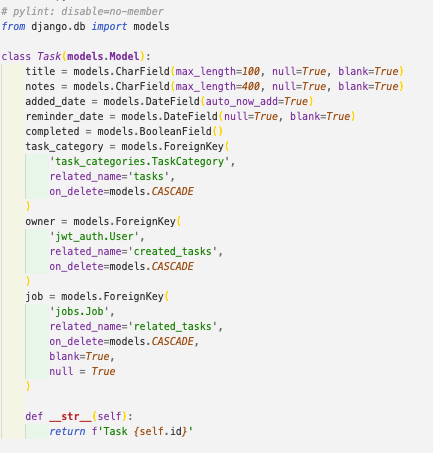 # pylint: disable=no-member
from django.db import models

class Task(models.Model):
    title = models.CharField(max_length=100, null=True, blank=True)
    notes = models.CharField(max_length=400, null=True, blank=True)
    added_date = models.DateField(auto_now_add=True)
    reminder_date = models.DateField(null=True, blank=True)
    completed = models.BooleanField()
    task_category = models.ForeignKey(
        'task_categories.TaskCategory',
        related_name='tasks',
        on_delete=models.CASCADE
    )
    owner = models.ForeignKey(
        'jwt_auth.User',
        related_name='created_tasks',
        on_delete=models.CASCADE
    )
    job = models.ForeignKey(
        'jobs.Job',
        related_name='related_tasks',
        on_delete=models.CASCADE,
        blank=True,
        null = True
    )

    def __str__(self):
        return f'Task {self.id}'